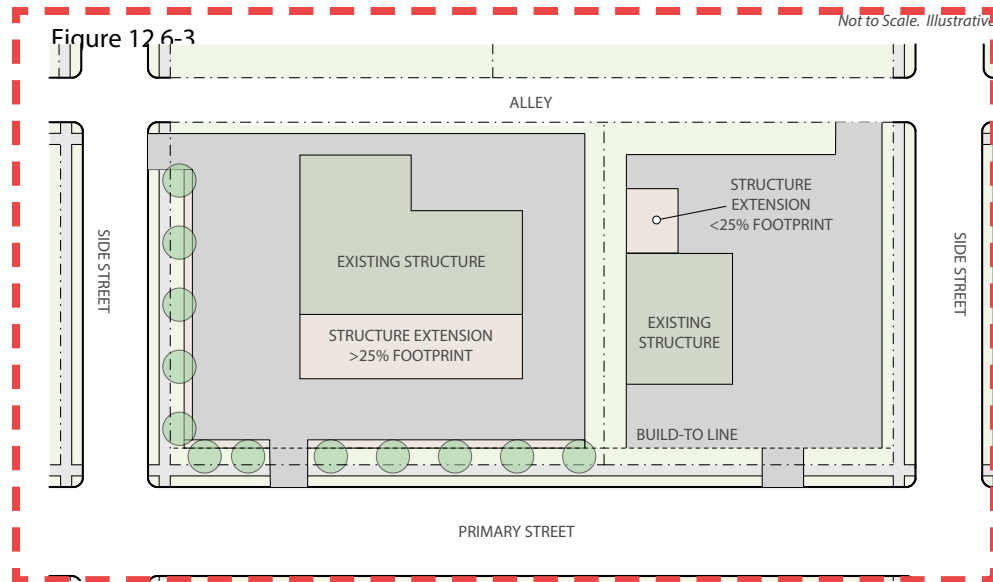 Not to Scale. Illustrative
Figure 12.6-3
ALLEY
SIDE STREET
EXISTING STRUCTURE
STRUCTURE EXTENSION
>25% FOOTPRINT
STRUCTURE
EXTENSION
<25% FOOTPRINT
EXISTING
STRUCTURE
BUILD-TO LINE
SIDE STREET
PRIMARY STREET